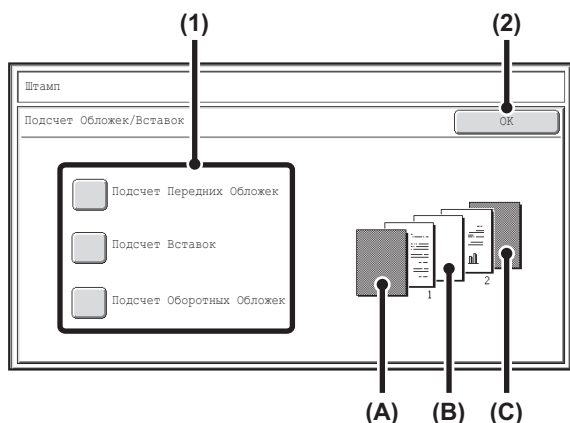 (1) (2)
Штамп
Подсчет Обложек/Вставок OK
Подсчет Передних Обложек
Подсчет Вставок
Подсчет Оборотных Обложек
1 2
(A) (B) (C)